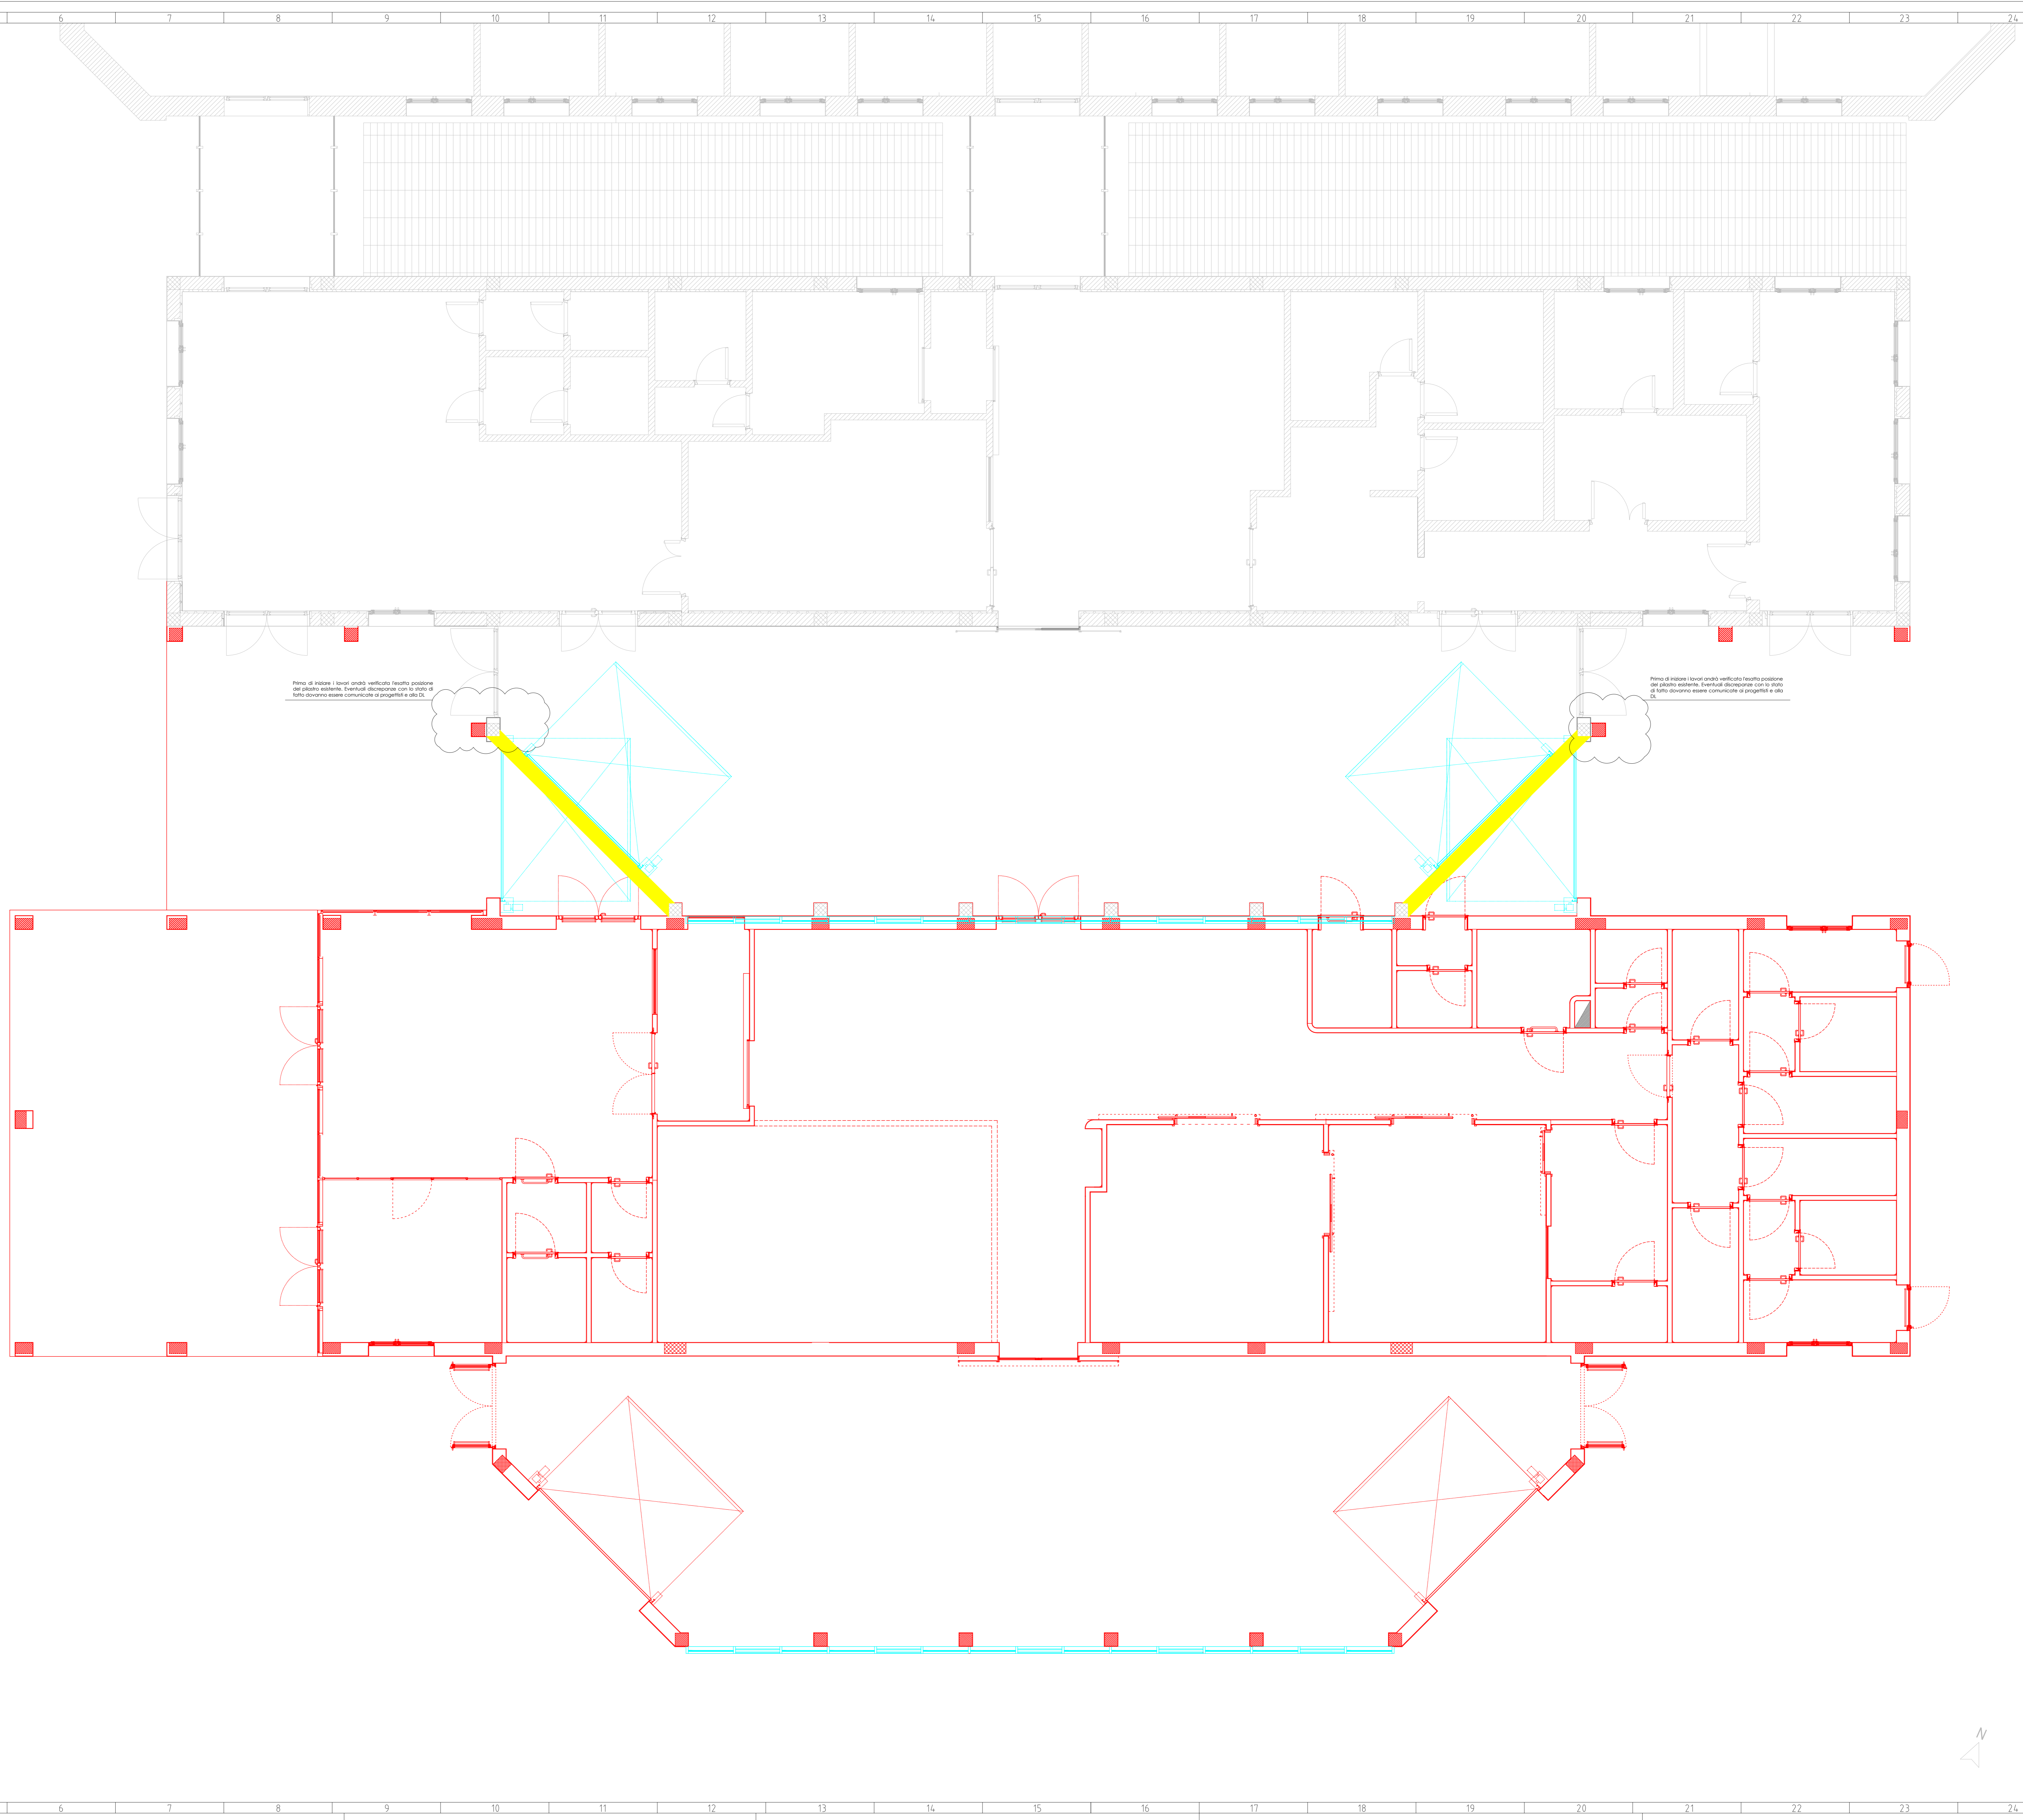 6 7 8 9 10 11 12 13 14 15 16 17 18 19 20 21 22 23 24
Prima di iniziare i lavori andrà verificata l'esatta posizione
del pilastro esistente. Eventuali discrepanze con lo stato di
fatto dovranno essere comunicate ai progettisti e alla DL
Prima di iniziare i lavori andrà verificata l'esatta posizione
del pilastro esistente. Eventuali discrepanze con lo stato
di fatto dovanno essere comunicate ai progettisti e alla
DL
N
6 7 8 9 10 11 12 13 14 15 16 17 18 19 20 21 22 23 24